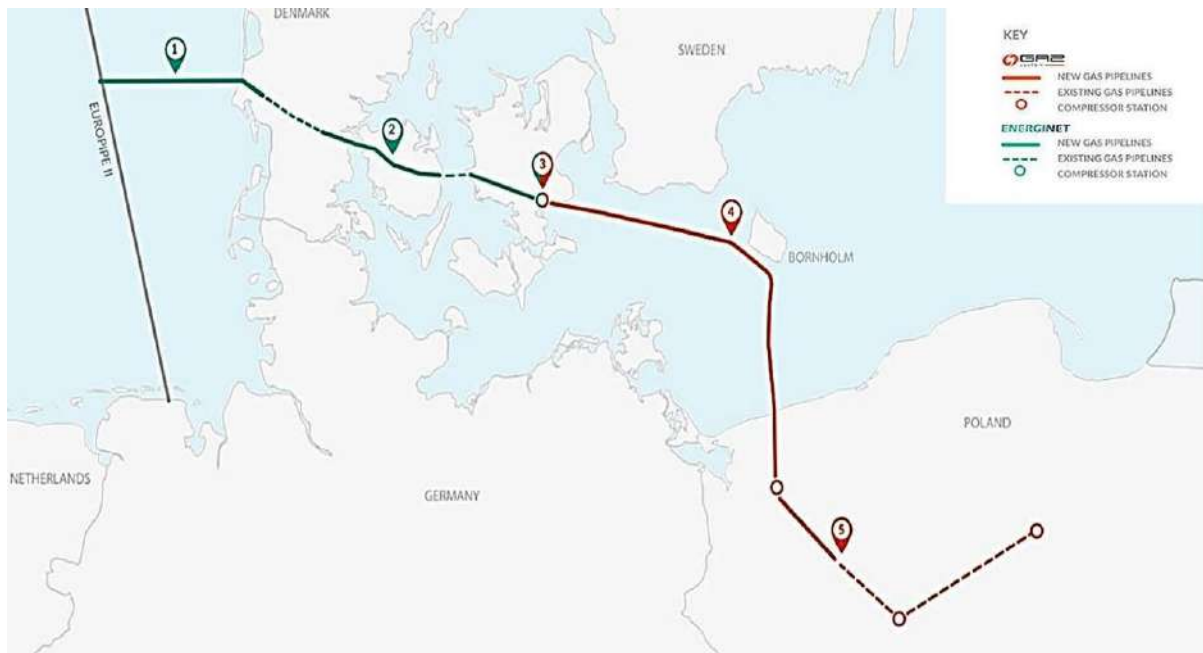 DENMARK
SWEDEN
KEY
GAZ
NEW GAS PIPELINES
EXISTING GAS PIPELINES
COMPRESSOR STATION
ENERGINET
NEW GAS PIPELINES
EXISTING GAS PIPELINES
COMPRESSOR STATION
1
EUROPIPE II
2
3
4
BORNHOLM
POLAND
NETHERLANDS
GERMANY
5